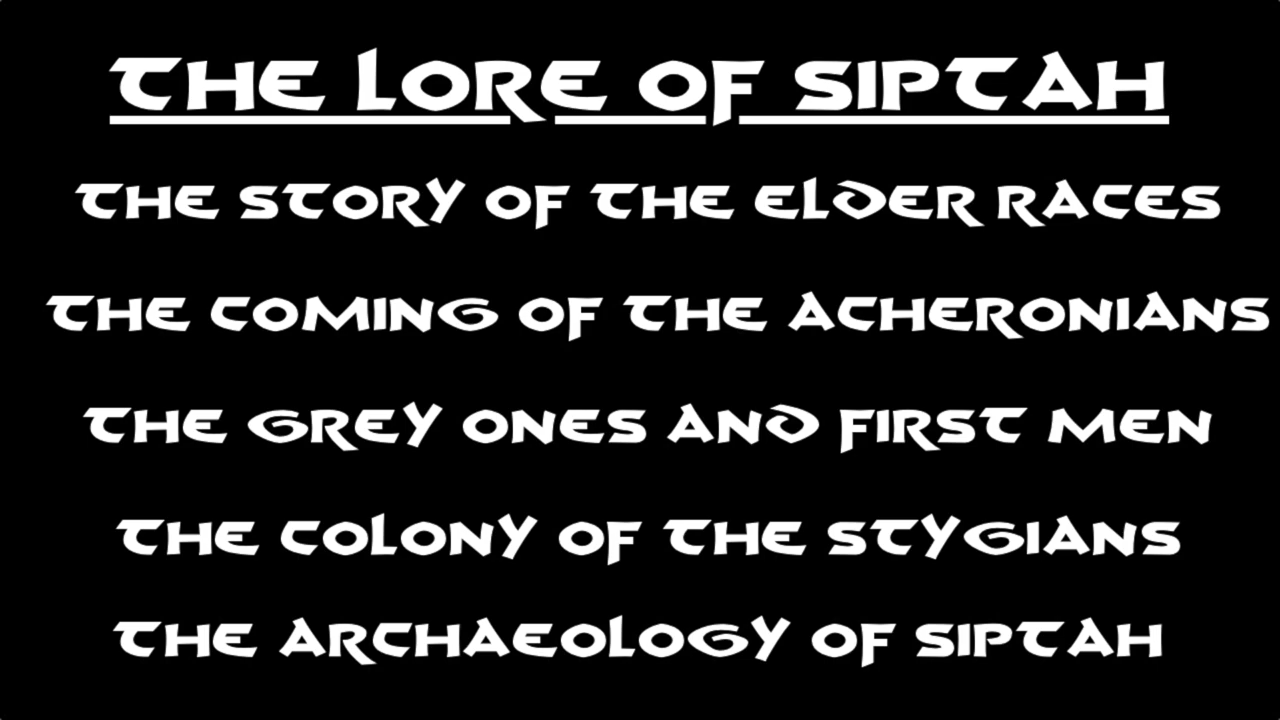 THE LORE OF SIPTAH
THE STORY OF THE ELDER RACES
THE COMING OF THE ACHERONIANS
THE GREY ONES AND FIRST MEN
THE COLONY OF THE STYGIANS
THE ARCHAEOLOGY OF SIPTAH